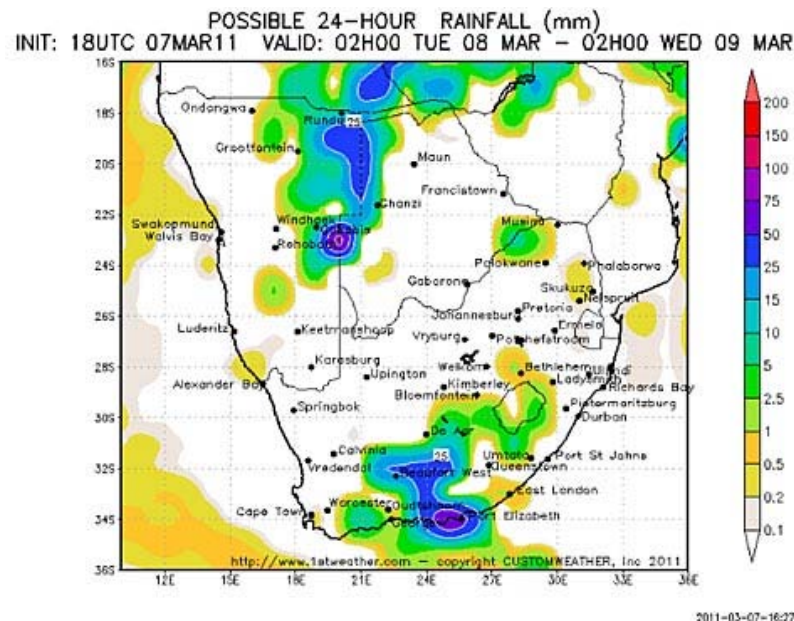 POSSIBLE 24-HOUR RAINFALL (mm)
INIT: 18UTC 07MAR11 VALID: 02H00 TUE 08 MAR - 02H00 WED 09 MAR
16S
18S
20S
22S
24S
26S
28S
30S
32S
34S
36S
Ondangwa
Rundu
25
Grootfontein
Maun
Francistown
Ghanzi
Windhoek
Swakopmund
Walvis Bay
Rehoboth
Musina
Polokwane
Phalaborwa
Gaborone
Skukuza
Nelspruit
Pretoria
Johannesburg
Ermelo
Luderitz
Keetmanshoop
Vryburg
Potchefstroom
Karasburg
Welkom
Bethlehem
Ulundi
Upington
Ladysmith
Alexander Bay
Kimberley
Richards Bay
Bloemfontein
Springbok
Pietermaritzburg
Durban
De Aar
Calvinia
25
Umtata
Port St Johns
Vredendal
Beaufort West
Queenstown
East London
Worcester
Oudtshoorn
Cape Town
George
Port Elizabeth
http://www.1stweather.com – copyright CUSTOMWEATHER, Inc 2011
12E
15E
18E
21E
24E
27E
30E
33E
36E
200
150
100
75
50
25
15
10
5
2.5
1
0.5
0.2
0.1
2011-03-07-16:27